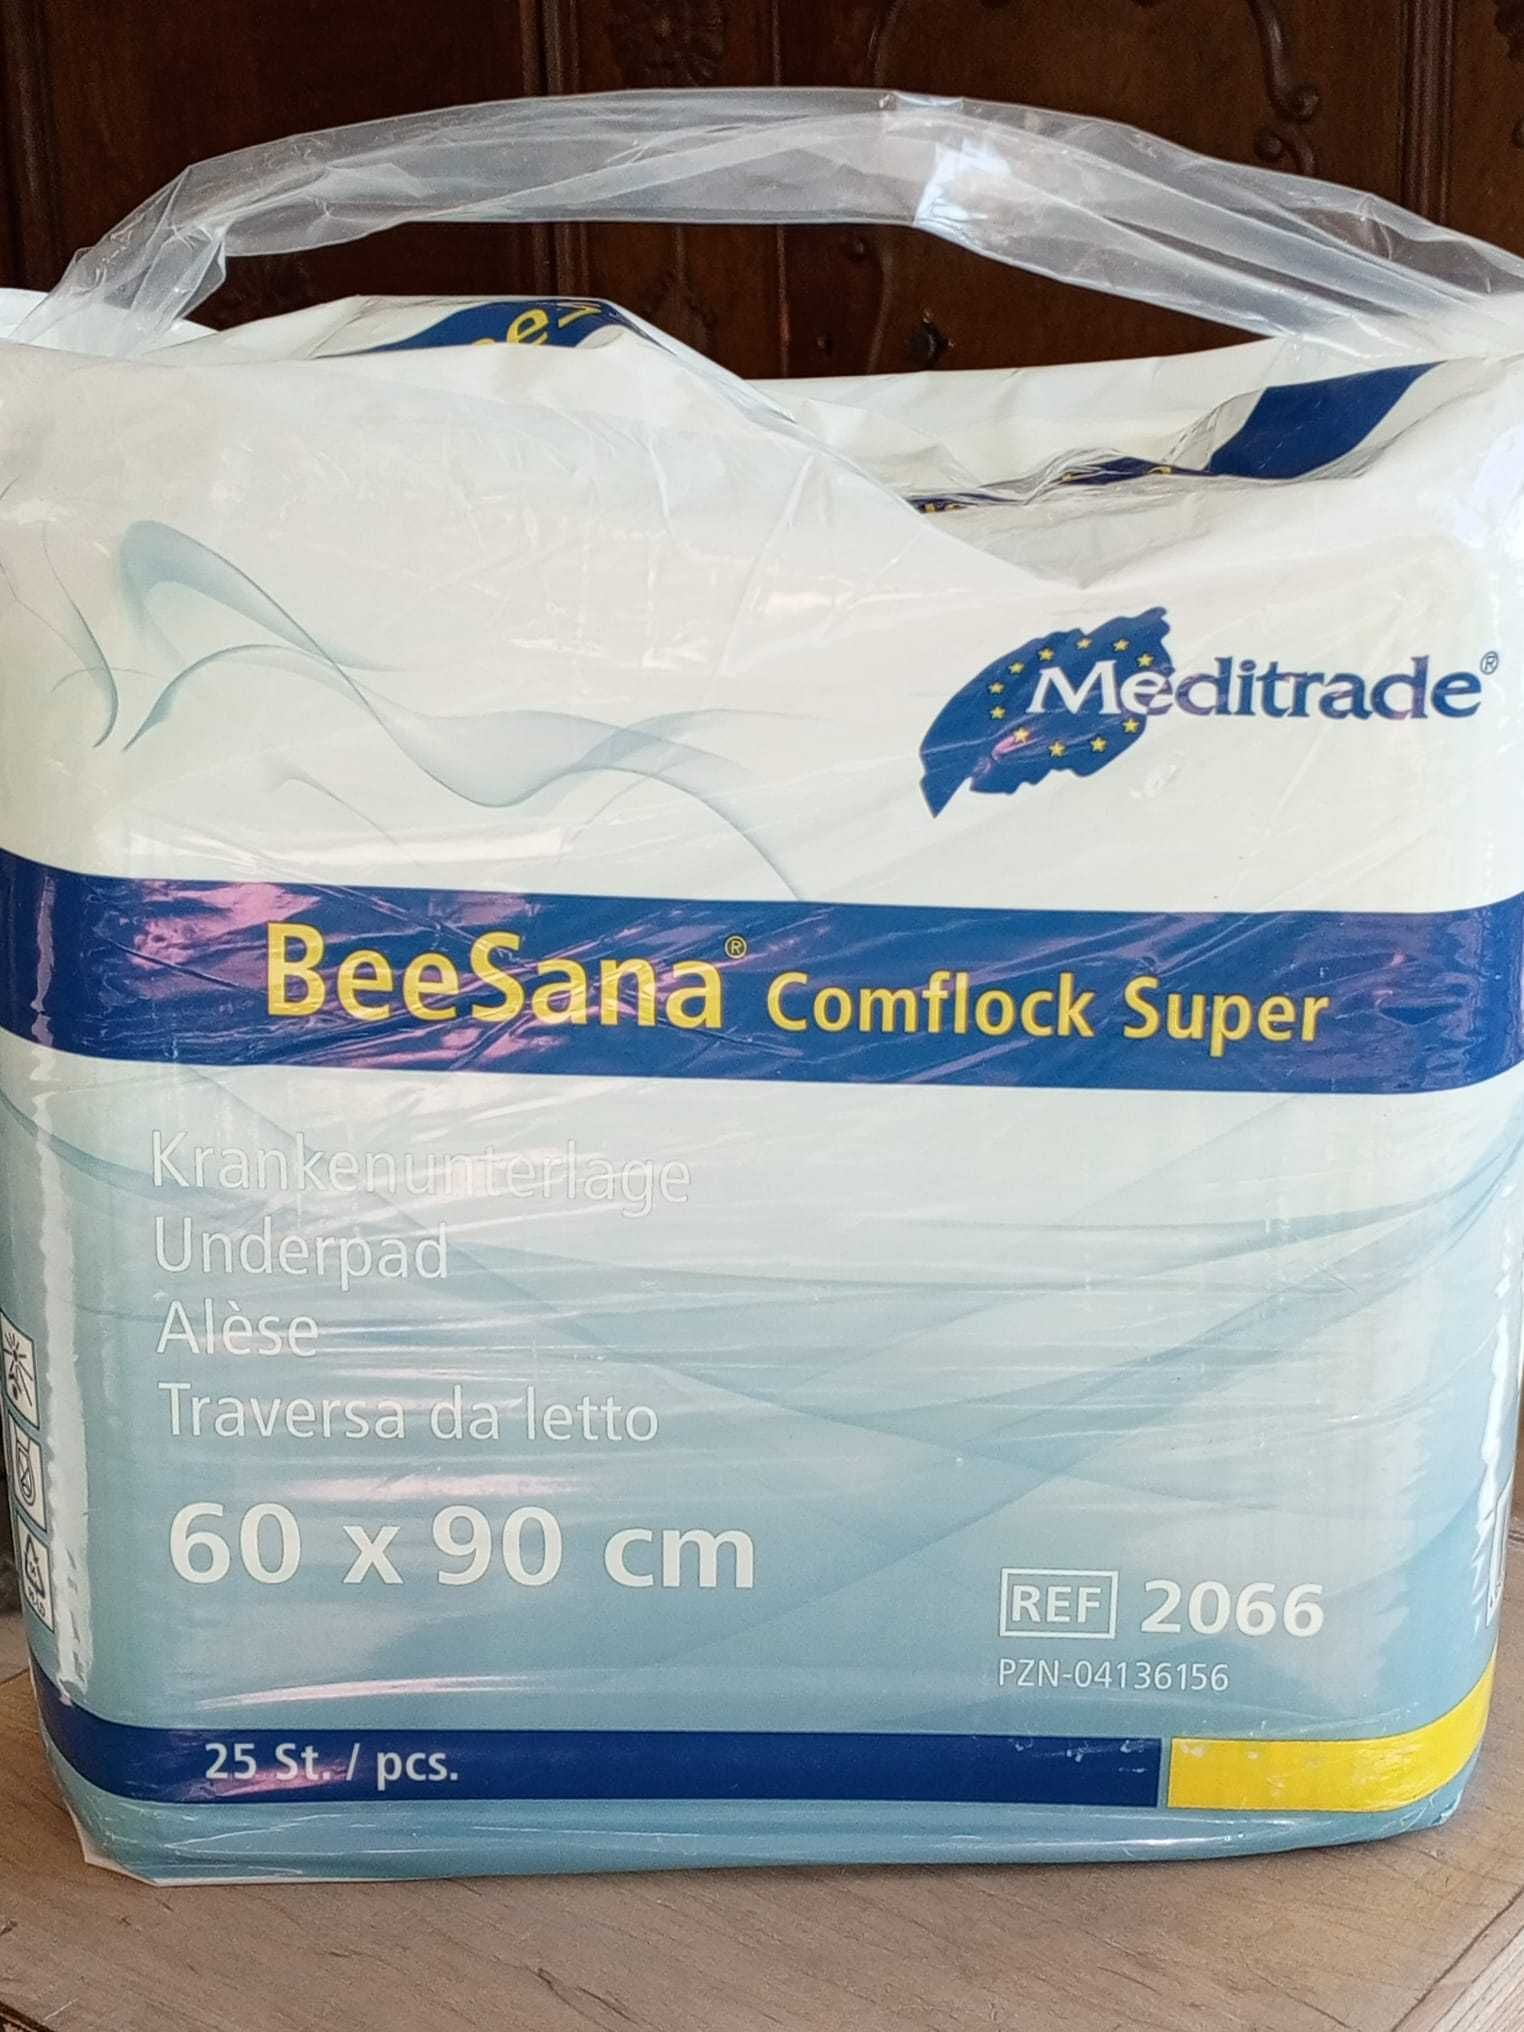 Meditrade®
BeeSana® Comflock Super
Krankenunterlage
Underpad
Alèse
Traversa da letto
60 x 90 cm
REF 2066
PZN-04136156
25 St. / pcs.